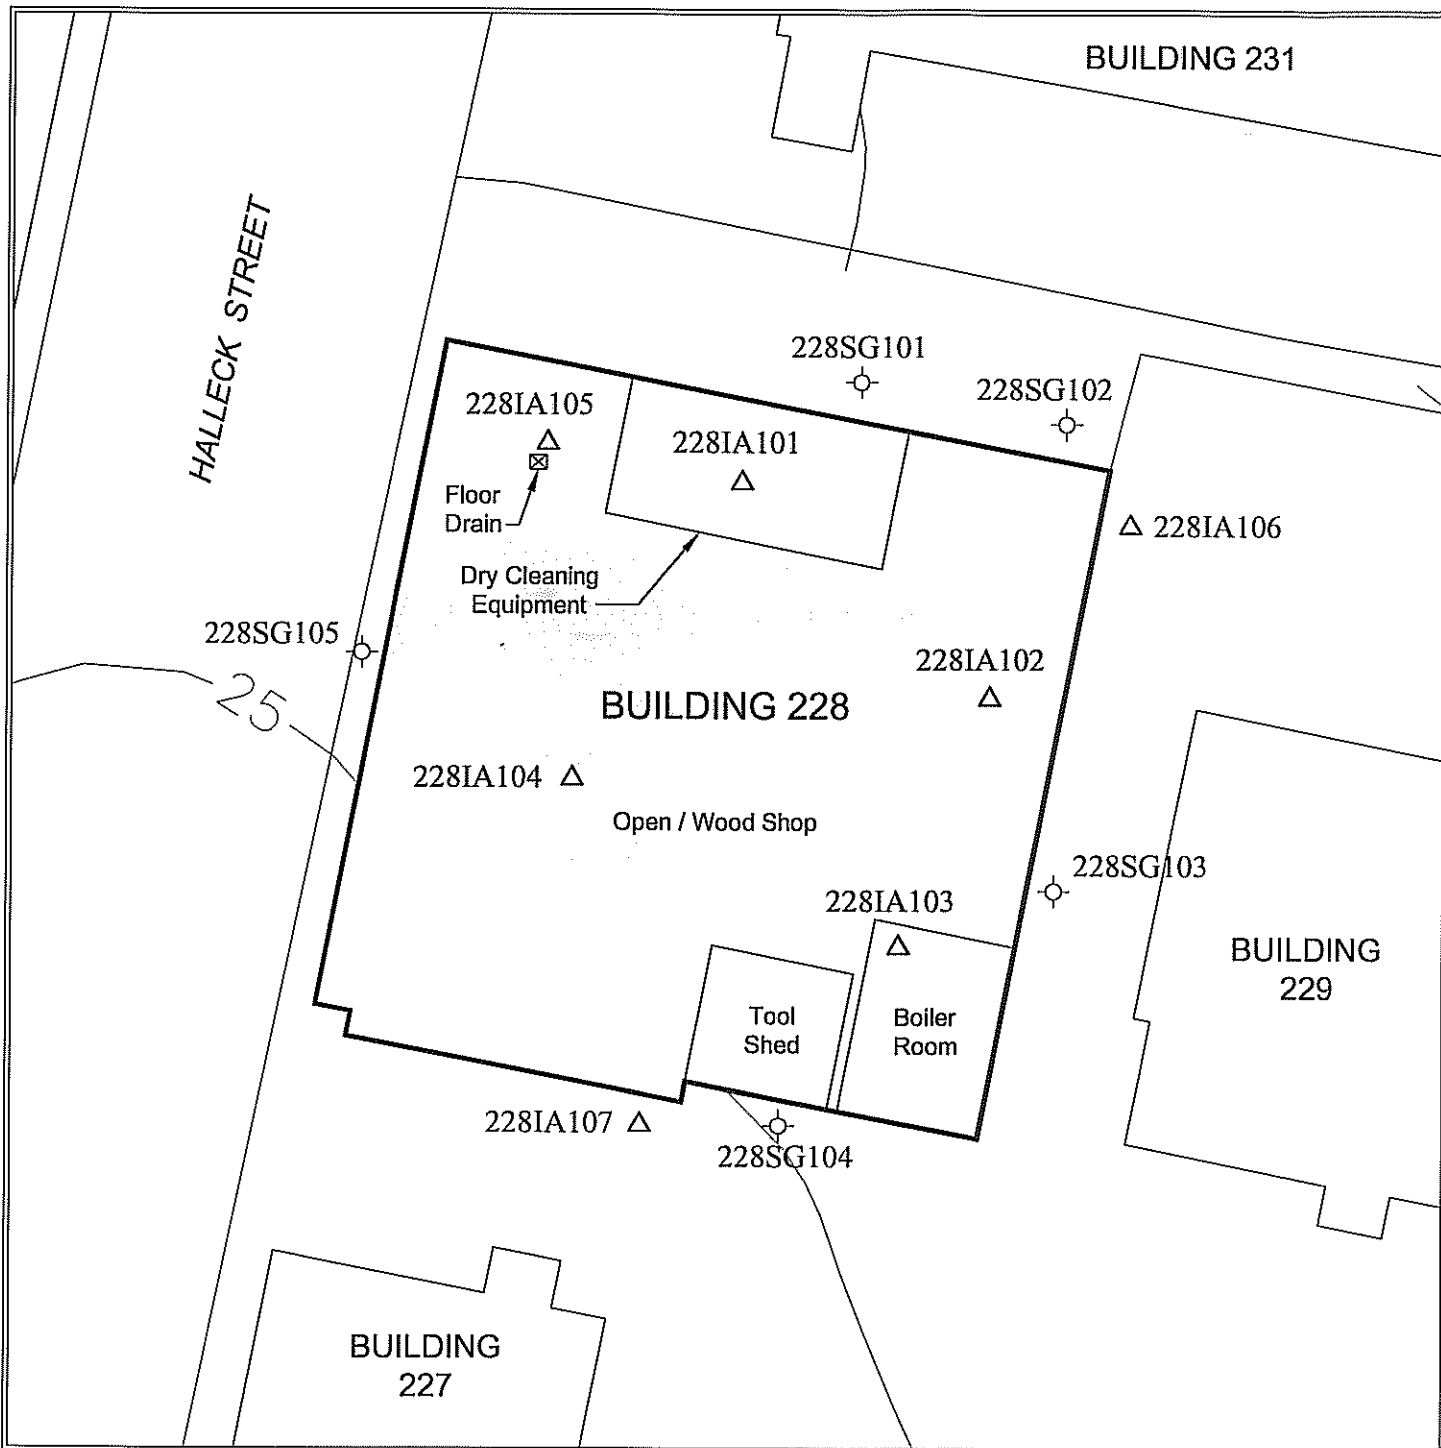 BUILDING 231
HALLECK STREET
228SG101
228SG102
228IA105
228IA101
Floor
Drain
228IA106
Dry Cleaning
Equipment
228SG105
228IA102
25
BUILDING 228
228IA104
Open / Wood Shop
228SG103
228IA103
BUILDING
229
Tool
Shed
Boiler
Room
228IA107
228SG104
BUILDING
227